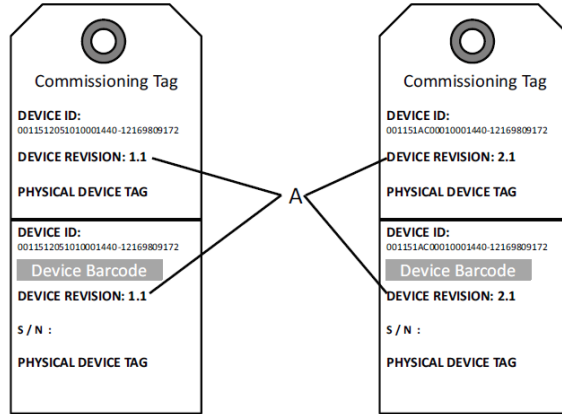 Commissioning Tag
DEVICE ID:
0011512051010001440-12169809172
DEVICE REVISION: 1.1
PHYSICAL DEVICE TAG
DEVICE ID:
0011512051010001440-12169809172
Device Barcode
DEVICE REVISION: 1.1
S / N :
PHYSICAL DEVICE TAG
A
Commissioning Tag
DEVICE ID:
001151AC00010001440-12169809172
DEVICE REVISION: 2.1
PHYSICAL DEVICE TAG
DEVICE ID:
001151AC00010001440-12169809172
Device Barcode
DEVICE REVISION: 2.1
S / N :
PHYSICAL DEVICE TAG